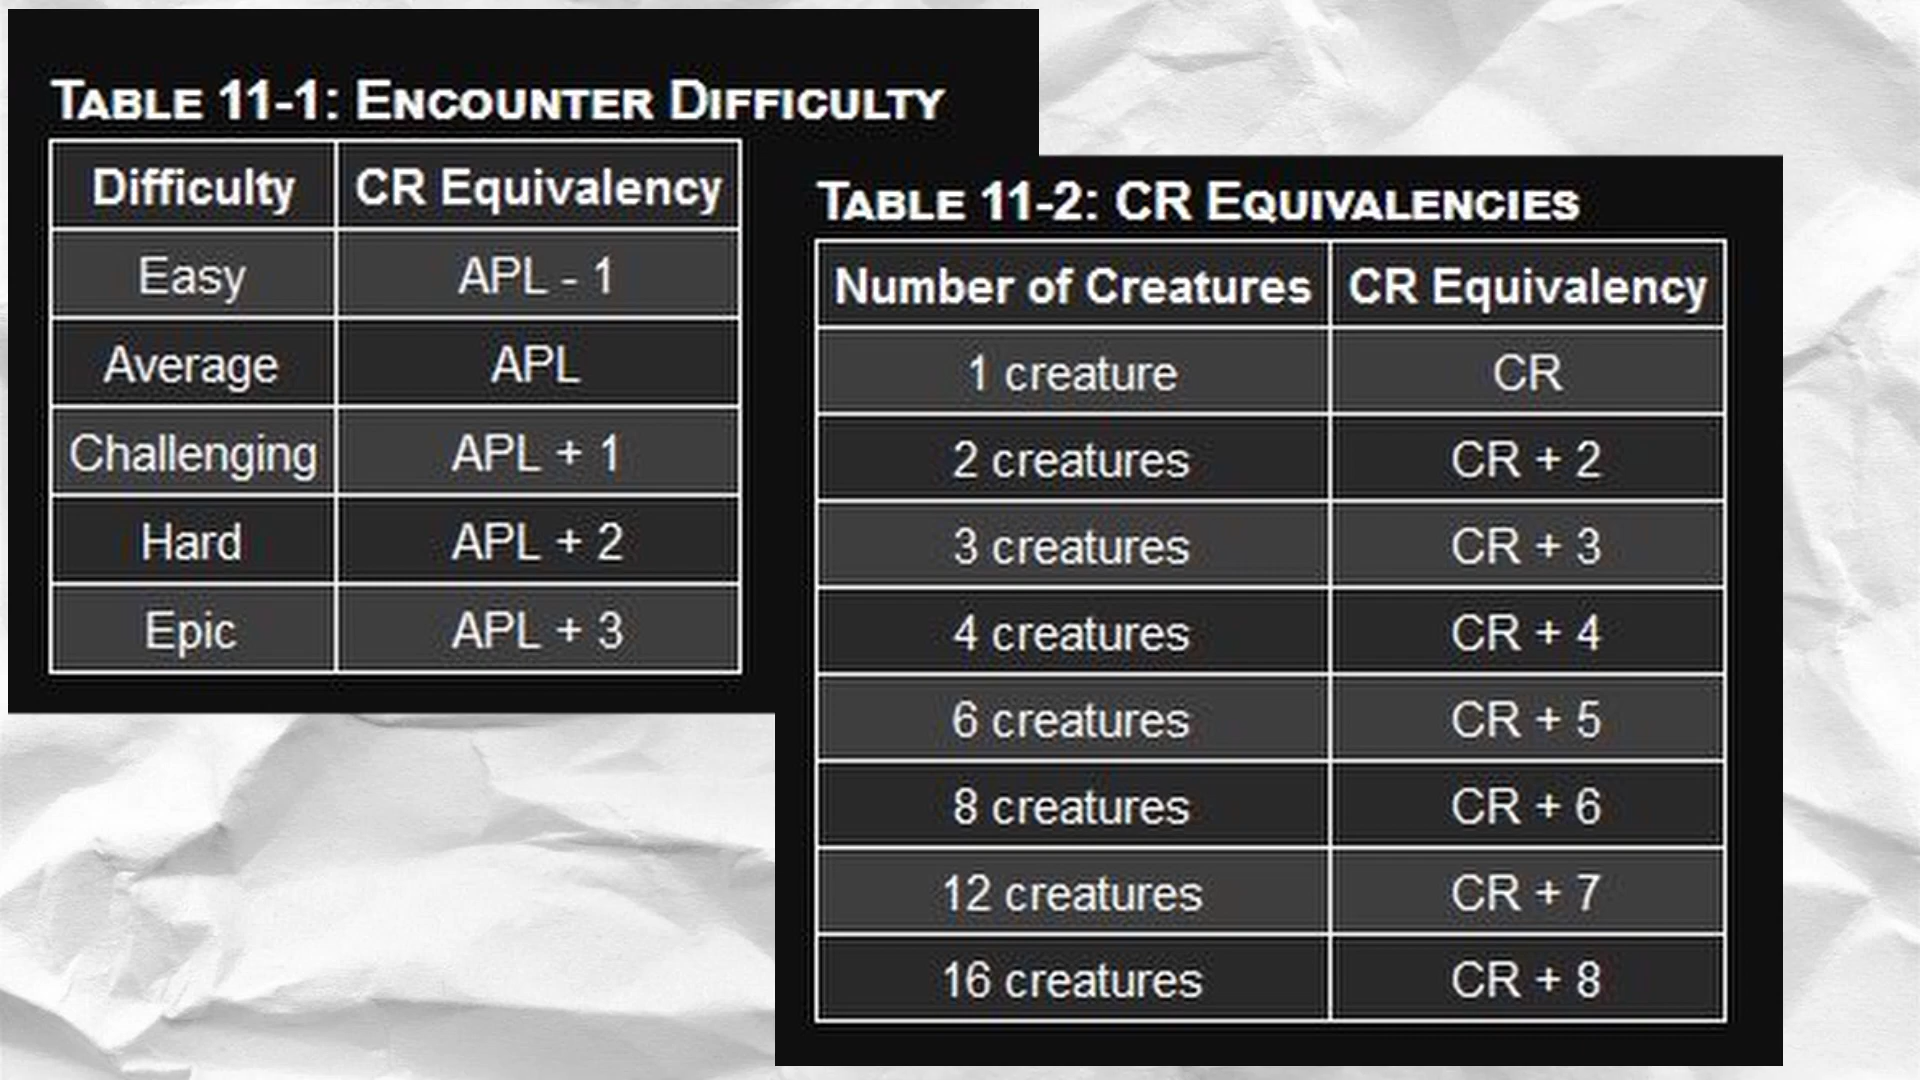 TABLE 11-1: ENCOUNTER DIFFICULTY
Difficulty CR Equivalency
Easy APL - 1
Average APL
Challenging APL + 1
Hard APL + 2
Epic APL + 3
TABLE 11-2: CR EQUIVALENCIES
Number of Creatures CR Equivalency
1 creature CR
2 creatures CR + 2
3 creatures CR + 3
4 creatures CR + 4
6 creatures CR + 5
8 creatures CR + 6
12 creatures CR + 7
16 creatures CR + 8